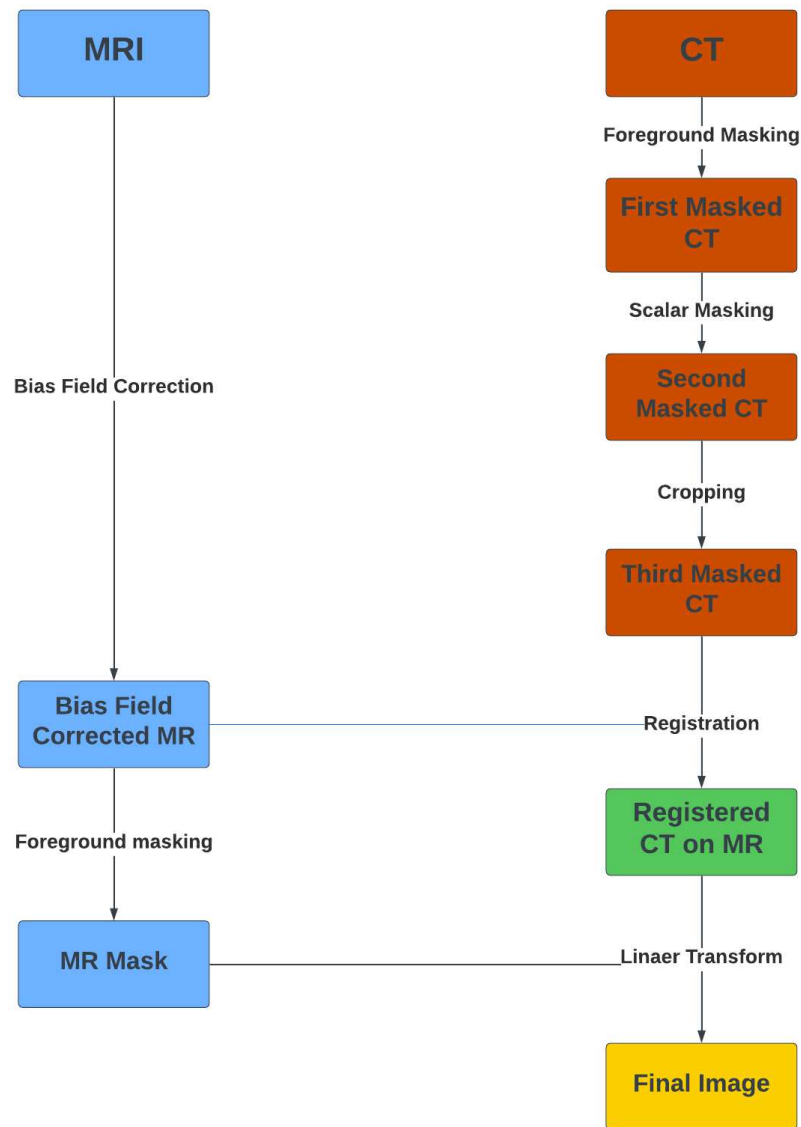 MRI
CT
Foreground Masking
First Masked
CT
Scalar Masking
Second
Masked CT
Bias Field Correction
Cropping
Third Masked
CT
Bias Field
Corrected MR
Registration
Registered
CT on MR
Foreground masking
MR Mask
Linaer Transform
Final Image